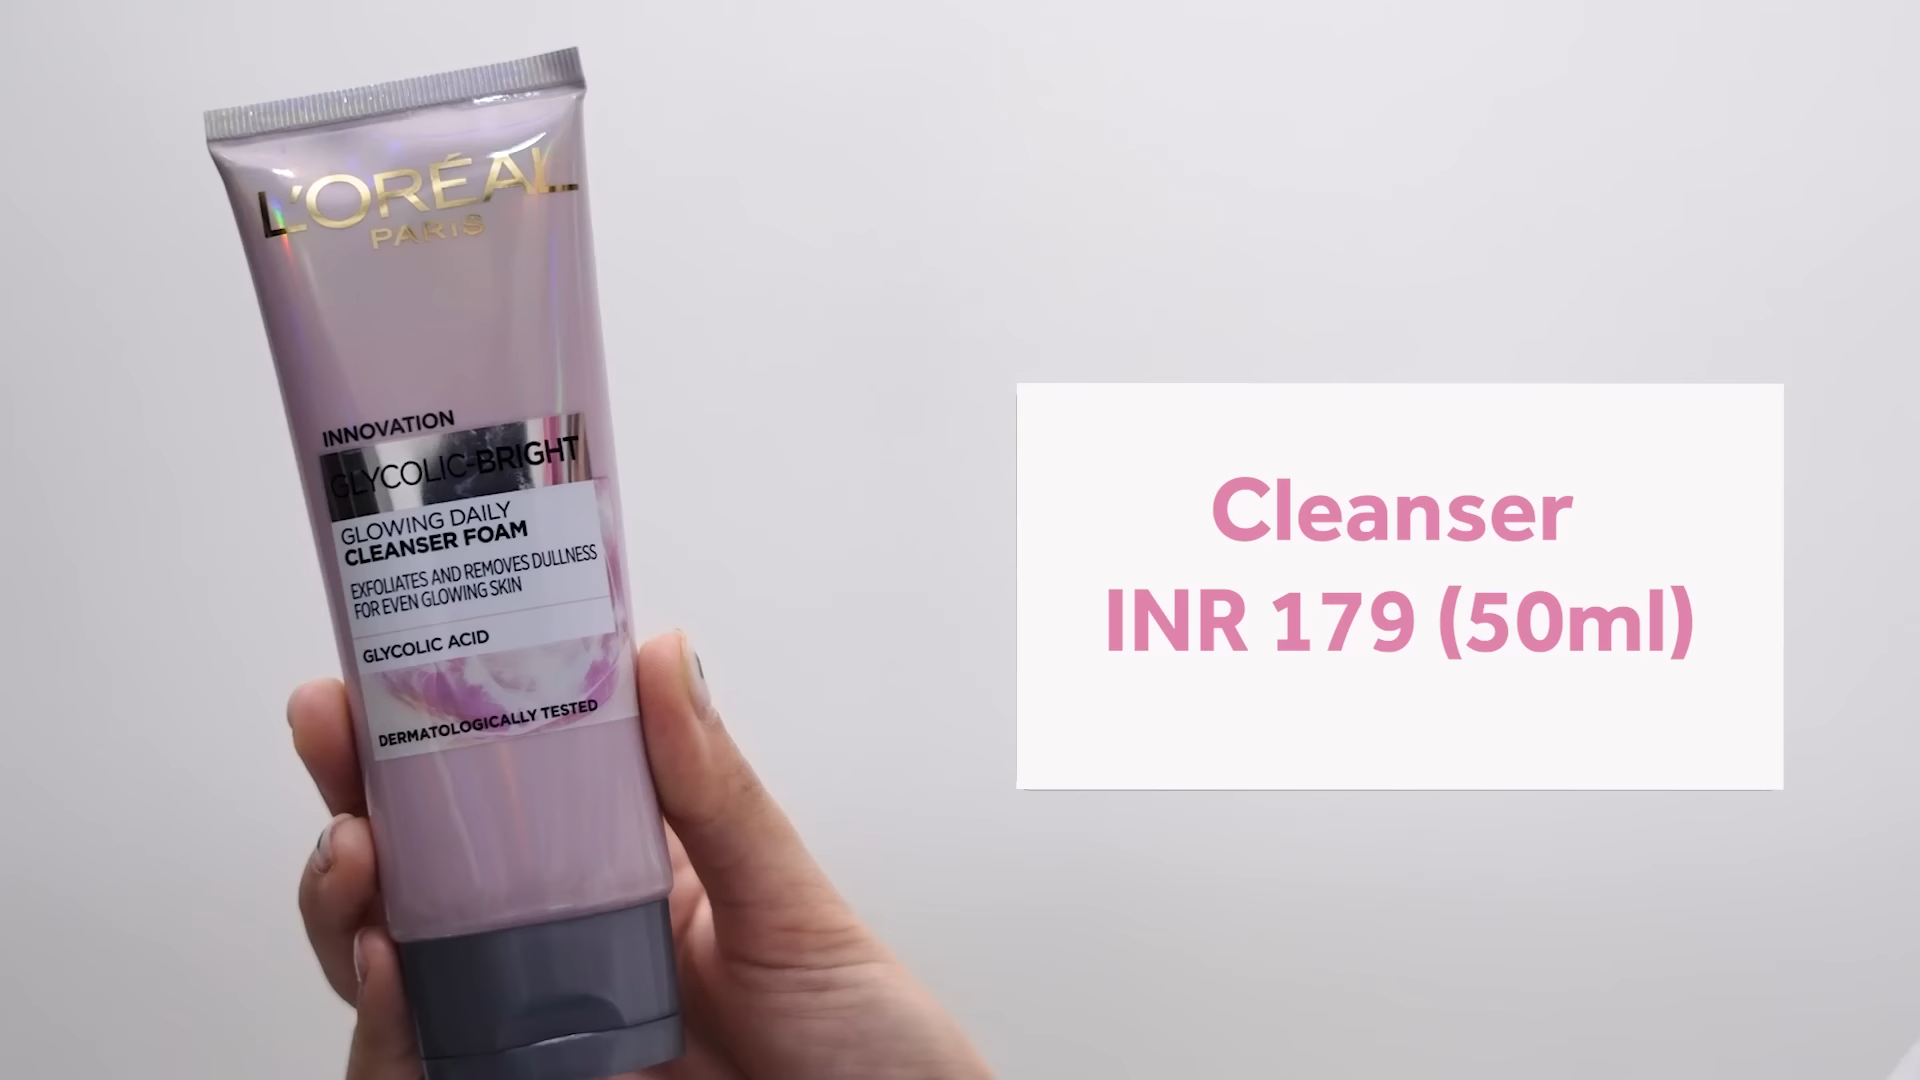 L'ORÉAL
PARIS
INNOVATION
GLYCOLIC-BRIGHT
GLOWING DAILY
CLEANSER FOAM
EXFOLIATES AND REMOVES DULLNESS
FOR EVEN GLOWING SKIN
GLYCOLIC ACID
DERMATOLOGICALLY TESTED
Cleanser
INR 179 (50ml)